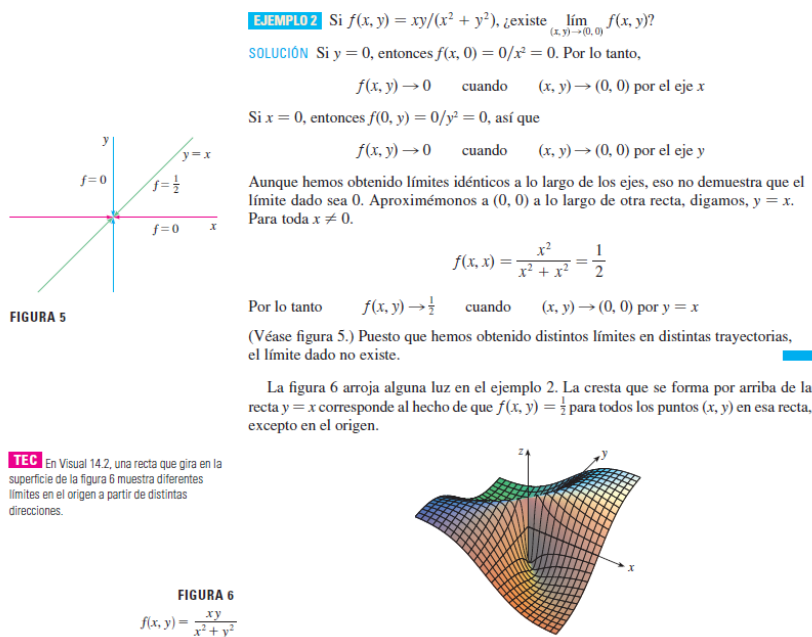 EJEMPLO 2 Si f(x, y) = xy/(x² + y²), ¿existe lím f(x, y)?
(x, y)→(0, 0)
SOLUCIÓN Si y = 0, entonces f(x, 0) = 0/x² = 0. Por lo tanto,
f(x, y) → 0 cuando (x, y) → (0, 0) por el eje x
Si x = 0, entonces f(0, y) = 0/y² = 0, así que
f(x, y) → 0 cuando (x, y) → (0, 0) por el eje y
Aunque hemos obtenido límites idénticos a lo largo de los ejes, eso no demuestra que el
límite dado sea 0. Aproximémonos a (0, 0) a lo largo de otra recta, digamos, y = x.
Para toda x ≠ 0.
f(x, x) = x²/(x² + x²) = 1/2
Por lo tanto f(x, y) → 1/2 cuando (x, y) → (0, 0) por y = x
(Véase figura 5.) Puesto que hemos obtenido distintos límites en distintas trayectorias,
el límite dado no existe.
y
y = x
f = 0
f = 1/2
f = 0
x
FIGURA 5
La figura 6 arroja alguna luz en el ejemplo 2. La cresta que se forma por arriba de la
recta y = x corresponde al hecho de que f(x, y) = 1/2 para todos los puntos (x, y) en esa recta,
excepto en el origen.
TEC En Visual 14.2, una recta que gira en la
superficie de la figura 6 muestra diferentes
límites en el origen a partir de distintas
direcciones.
z
y
x
FIGURA 6
f(x, y) = xy/(x² + y²)